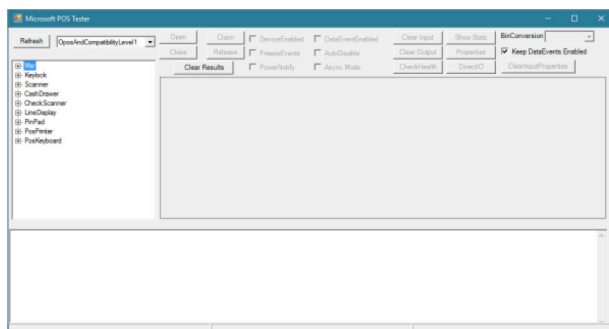 Microsoft POS Tester
Refresh
OposAndCompatibilityLevel1
Open
Claim
DeviceEnabled
DataEventEnabled
Clear Input
Show Stats
BinConversion
Close
Release
FreezeEvents
AutoDisable
Clear Output
Properties
Keep DataEvents Enabled
Clear Results
PowerNotify
Async Mode
CheckHealth
DirectIO
ClearInputProperties
Msr
Keylock
Scanner
CashDrawer
CheckScanner
LineDisplay
PinPad
PosPrinter
PosKeyboard